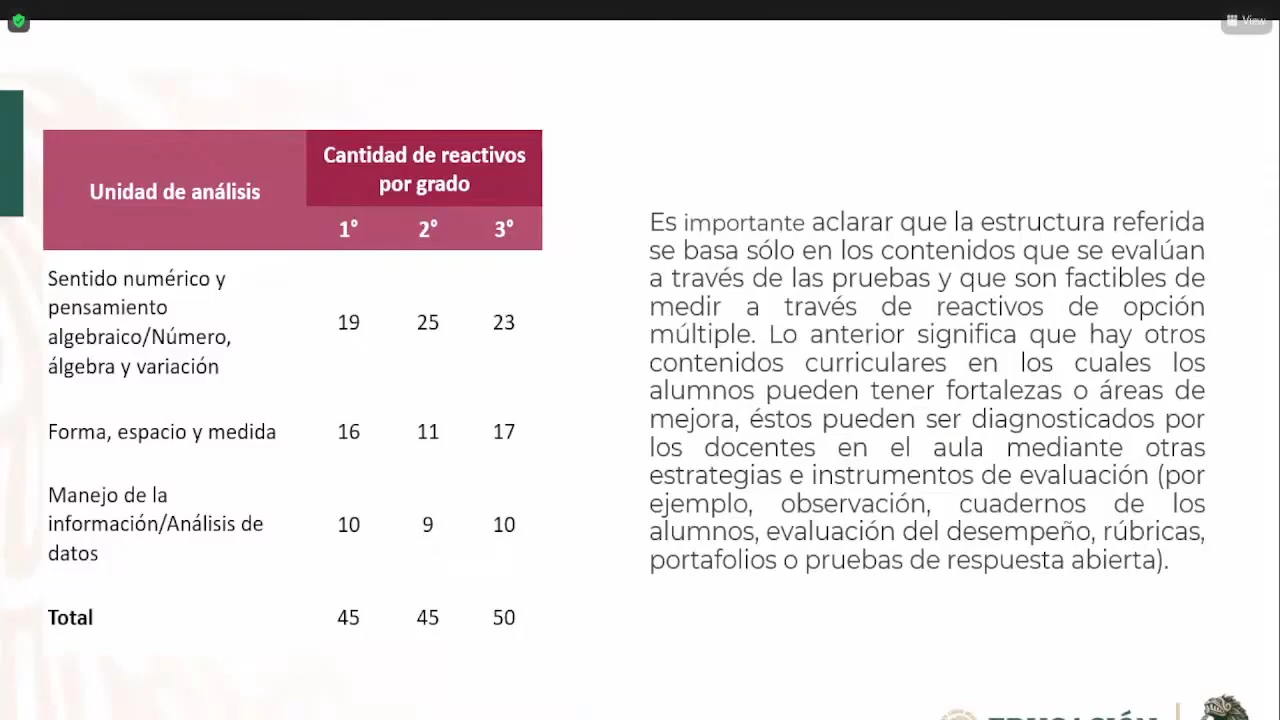 View
Unidad de análisis
Cantidad de reactivos
por grado
1° 2° 3°
Sentido numérico y
pensamiento
algebraico/Número,
álgebra y variación
19 25 23
Forma, espacio y medida 16 11 17
Manejo de la
información/Análisis de
datos
10 9 10
Total 45 45 50
Es importante aclarar que la estructura referida
se basa sólo en los contenidos que se evalúan
a través de las pruebas y que son factibles de
medir a través de reactivos de opción
múltiple. Lo anterior significa que hay otros
contenidos curriculares en los cuales los
alumnos pueden tener fortalezas o áreas de
mejora, éstos pueden ser diagnosticados por
los docentes en el aula mediante otras
estrategias e instrumentos de evaluación (por
ejemplo, observación, cuadernos de los
alumnos, evaluación del desempeño, rúbricas,
portafolios o pruebas de respuesta abierta).
EDUCACIÓN